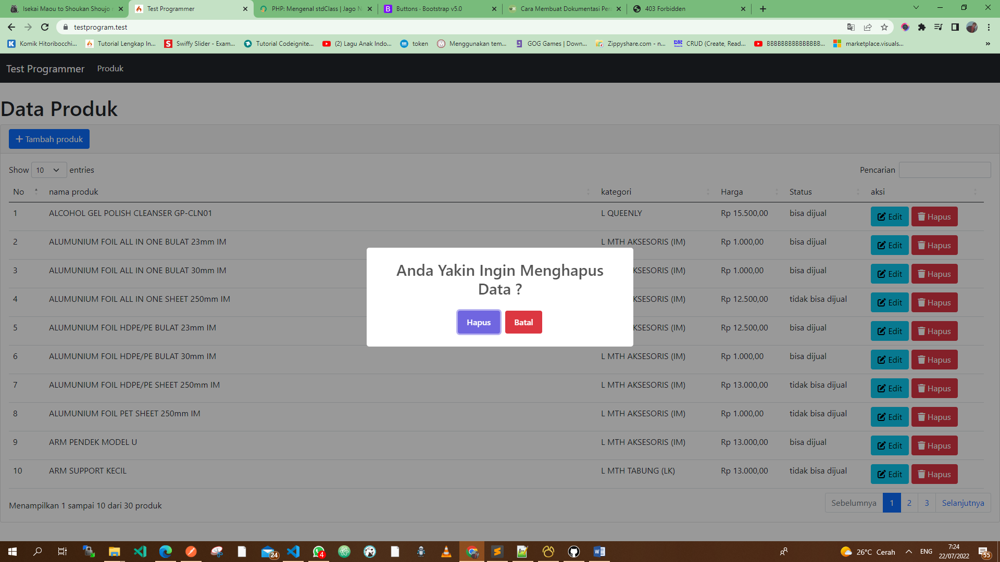 Isekai Maou to Shoukan Shoujo
Test Programmer
PHP: Mengenal stdClass | Jago
Buttons · Bootstrap v5.0
Cara Membuat Dokumentasi
403 Forbidden
testprogram.test
Komik Hitoribocchi...
Tutorial Lengkap In...
Swiffy Slider - Exam...
Tutorial Codeignite...
(2) Lagu Anak Indo...
token
Menggunakan tem...
GOG Games | Down...
Zippyshare.com - n...
CRUD (Create, Read...
BBBBBBBBBBBBBBB...
marketplace.visuals...
»
Test Programmer Produk
Data Produk
+ Tambah produk
Show 10 entries
Pencarian
No nama produk kategori Harga Status aksi
1 ALCOHOL GEL POLISH CLEANSER GP-CLN01 L QUEENLY Rp 15.500,00 bisa dijual Edit Hapus
2 ALUMUNIUM FOIL ALL IN ONE BULAT 23mm IM L MTH AKSESORIS (IM) Rp 1.000,00 bisa dijual Edit Hapus
3 ALUMUNIUM FOIL ALL IN ONE BULAT 30mm IM KSESORIS (IM) Rp 1.000,00 bisa dijual Edit Hapus
4 ALUMUNIUM FOIL ALL IN ONE SHEET 250mm IM KSESORIS (IM) Rp 12.500,00 tidak bisa dijual Edit Hapus
5 ALUMUNIUM FOIL HDPE/PE BULAT 23mm IM KSESORIS (IM) Rp 12.500,00 bisa dijual Edit Hapus
6 ALUMUNIUM FOIL HDPE/PE BULAT 30mm IM L MTH AKSESORIS (IM) Rp 1.000,00 bisa dijual Edit Hapus
7 ALUMUNIUM FOIL HDPE/PE SHEET 250mm IM L MTH AKSESORIS (IM) Rp 13.000,00 tidak bisa dijual Edit Hapus
8 ALUMUNIUM FOIL PET SHEET 250mm IM L MTH AKSESORIS (IM) Rp 1.000,00 tidak bisa dijual Edit Hapus
9 ARM PENDEK MODEL U L MTH AKSESORIS (IM) Rp 13.000,00 bisa dijual Edit Hapus
10 ARM SUPPORT KECIL L MTH TABUNG (LK) Rp 13.000,00 tidak bisa dijual Edit Hapus
Anda Yakin Ingin Menghapus
Data ?
Hapus Batal
Menampilkan 1 sampai 10 dari 30 produk
Sebelumnya 1 2 3 Selanjutnya
24
4
26°C Cerah
ENG
7:24
22/07/2022
55